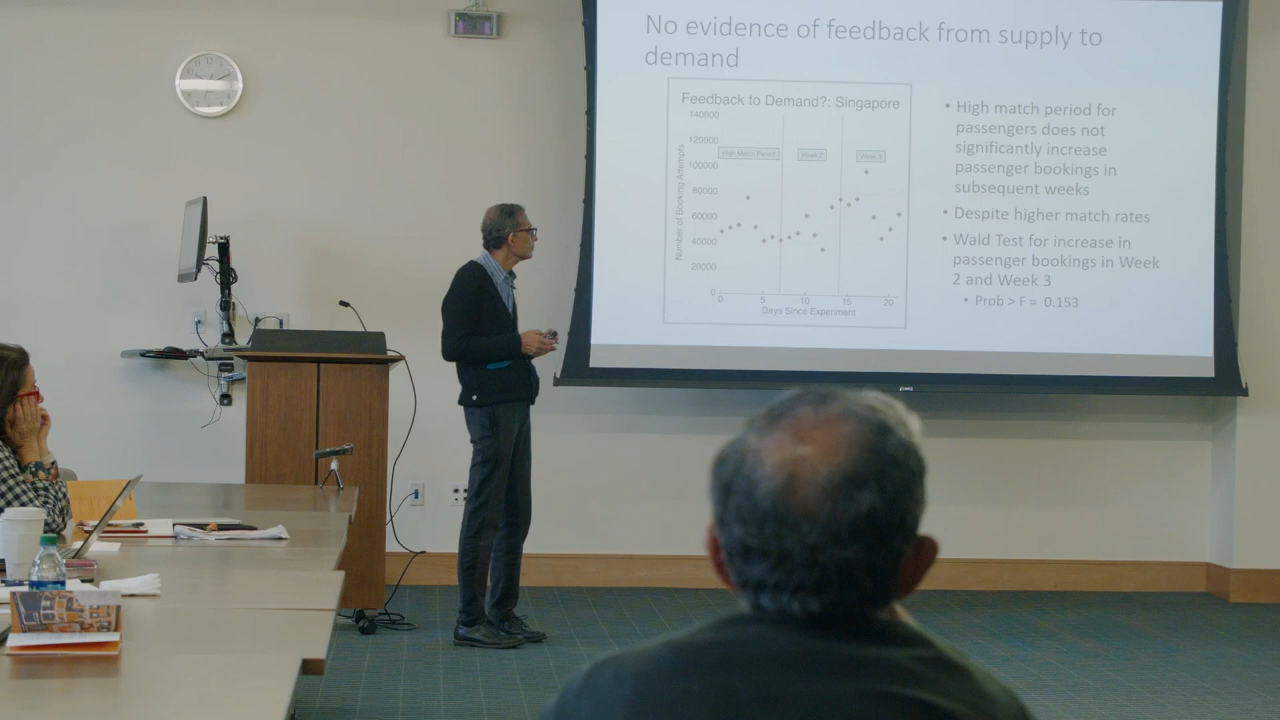 No evidence of feedback from supply to
demand
Feedback to Demand?: Singapore
140000
120000
100000
80000
60000
40000
20000
0
Number of Booking Attempts
High Match Period
Week 2
Week 3
0 5 10 15 20
Days Since Experiment
• High match period for
passengers does not
significantly increase
passenger bookings in
subsequent weeks
• Despite higher match rates
• Wald Test for increase in
passenger bookings in Week
2 and Week 3
• Prob > F = 0.153